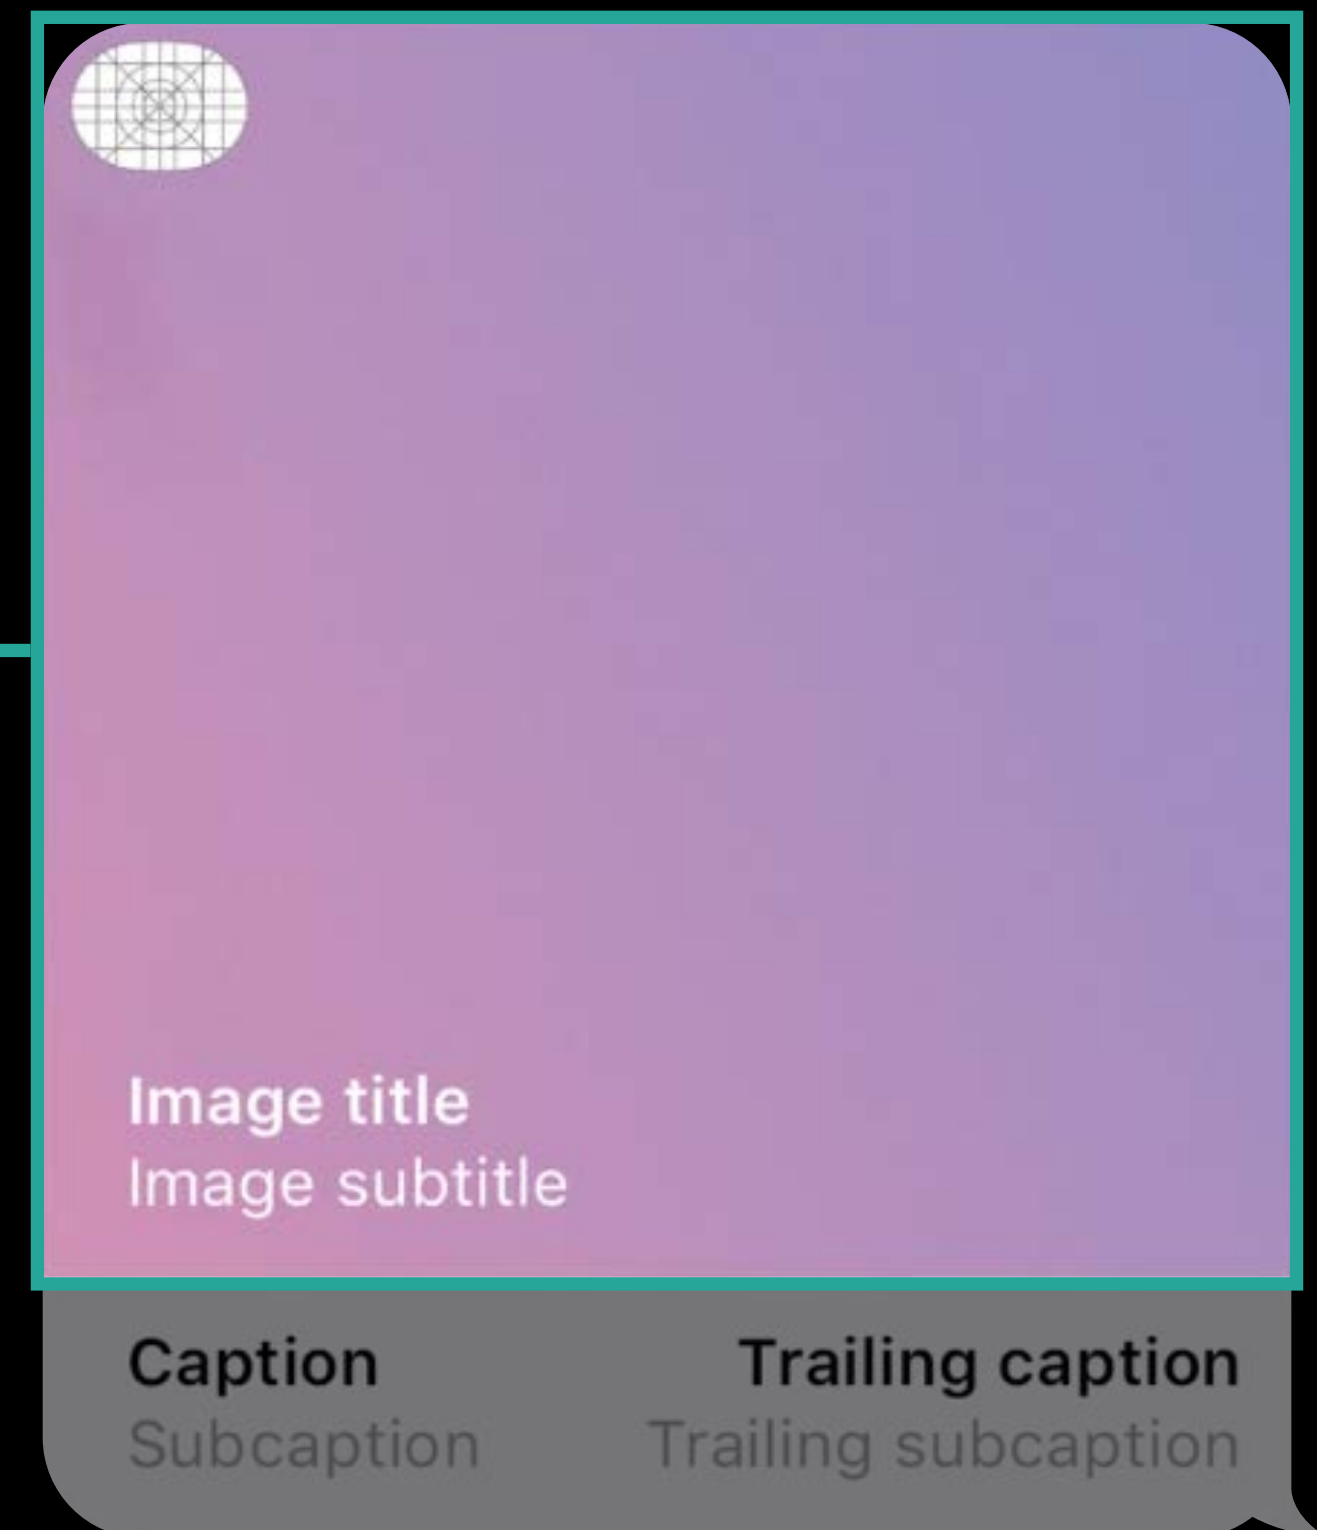 Image title
Image subtitle
Caption
Trailing caption
Subcaption
Trailing subcaption